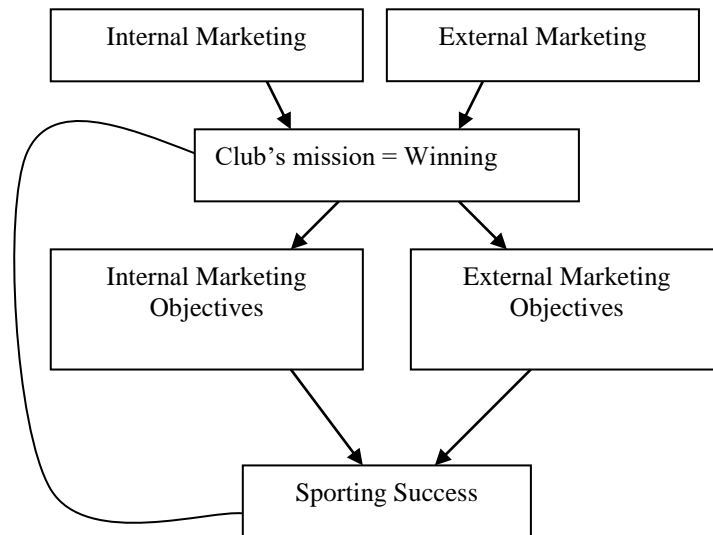 Internal Marketing
External Marketing
Club’s mission = Winning
Internal Marketing
Objectives
External Marketing
Objectives
Sporting Success